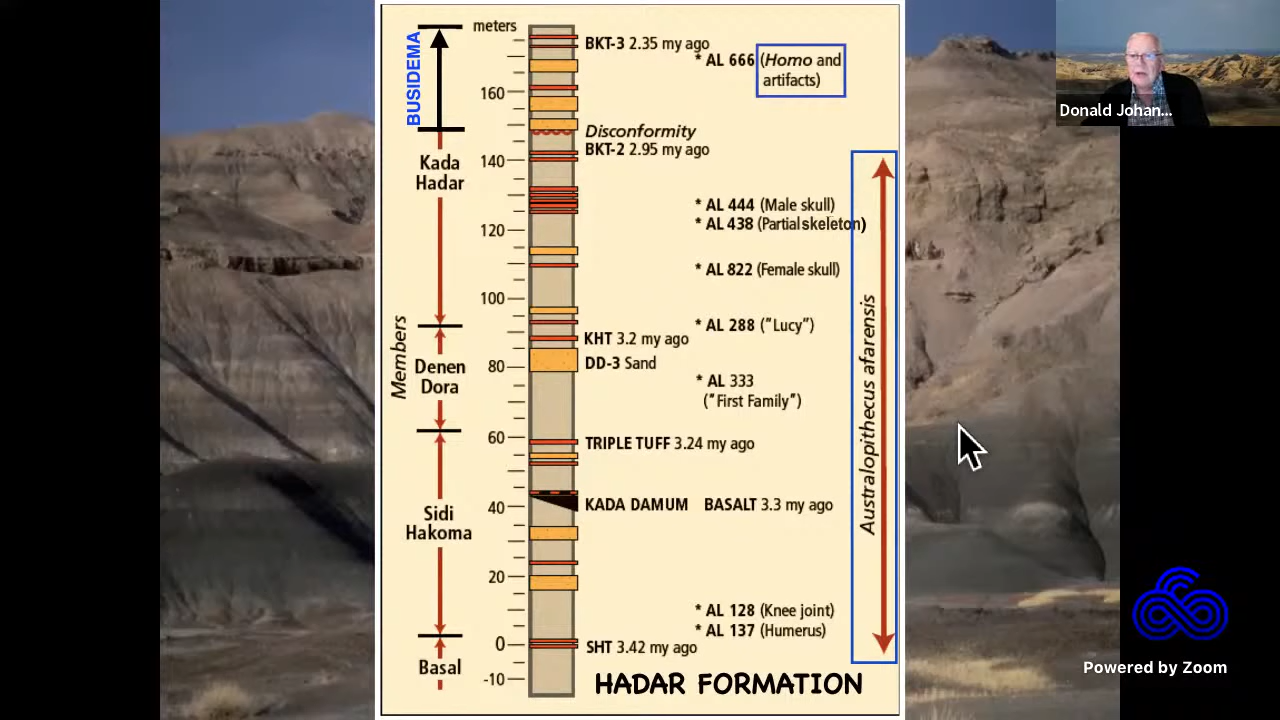 meters
BUSIDEMA
BKT-3 2.35 my ago
* AL 666 (Homo and
artifacts)
160
Disconformity
BKT-2 2.95 my ago
140
Kada
Hadar
* AL 444 (Male skull)
* AL 438 (Partial skeleton)
120
* AL 822 (Female skull)
100
* AL 288 ("Lucy")
KHT 3.2 my ago
Members
Denen
Dora
80
DD-3 Sand
* AL 333
("First Family")
60
TRIPLE TUFF 3.24 my ago
Australopithecus afarensis
40
KADA DAMUM BASALT 3.3 my ago
Sidi
Hakoma
20
* AL 128 (Knee joint)
* AL 137 (Humerus)
0
SHT 3.42 my ago
Basal
-10
HADAR FORMATION
Donald Johan...
Powered by Zoom